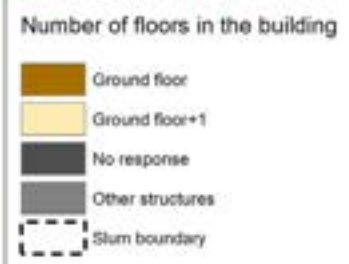 Number of floors in the building
Ground floor
Ground floor+1
No response
Other structures
Slum boundary